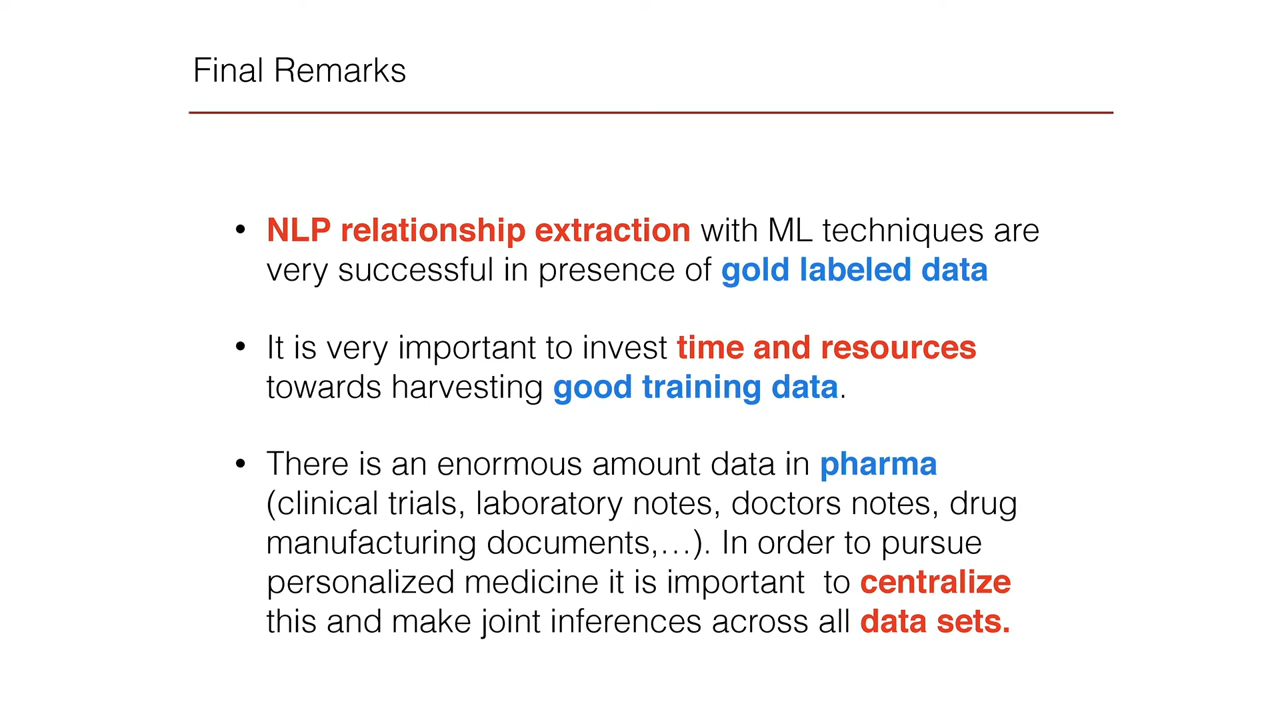 Final Remarks
• NLP relationship extraction with ML techniques are
very successful in presence of gold labeled data
• It is very important to invest time and resources
towards harvesting good training data.
• There is an enormous amount data in pharma
(clinical trials, laboratory notes, doctors notes, drug
manufacturing documents,…). In order to pursue
personalized medicine it is important  to centralize
this and make joint inferences across all data sets.